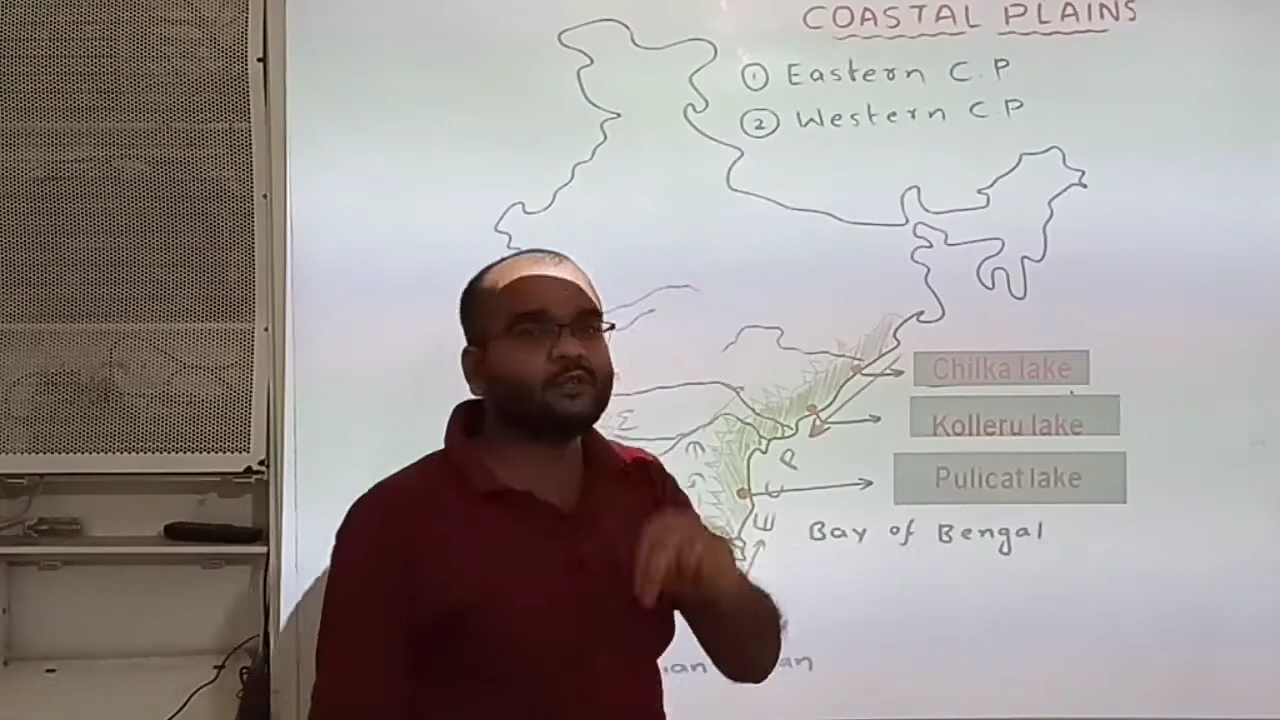 COASTAL PLAINS
① Eastern C.P
② Western C P
Chilka lake
Kolleru lake
Pulicat lake
E C P
Bay of Bengal